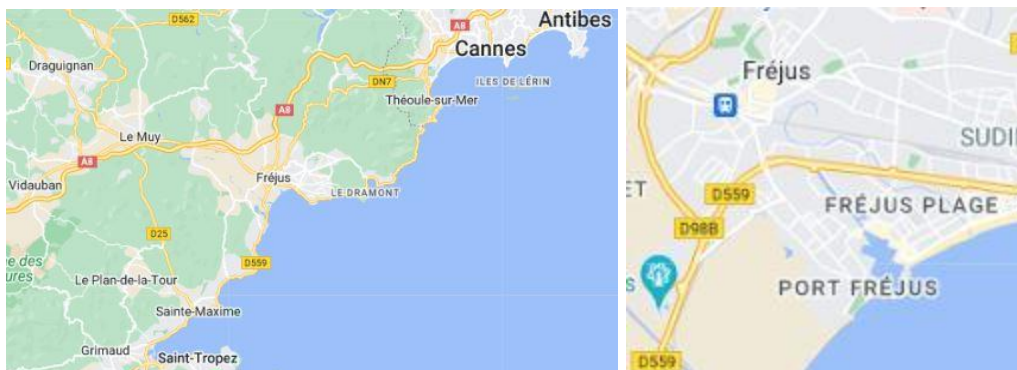 D562
A8
Antibes
Cannes
Draguignan
DN7
ILES DE LÉRIN
Théoule-sur-Mer
A8
Le Muy
A8
Vidauban
Fréjus
LE DRAMONT
D25
D559
Le Plan-de-la-Tour
Sainte-Maxime
Grimaud
Saint-Tropez
Fréjus
SUDI
D559
FRÉJUS PLAGE
D98B
PORT FRÉJUS
D559